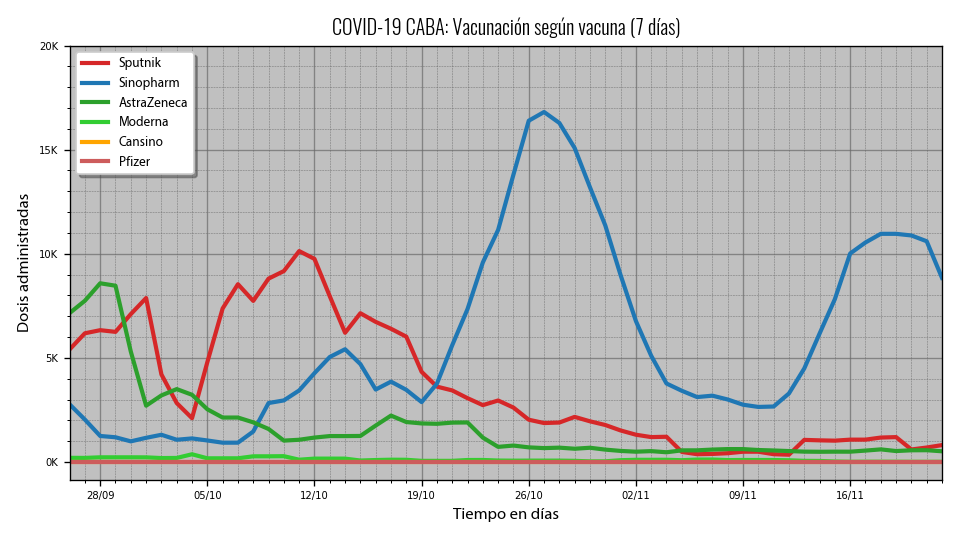 COVID-19 CABA: Vacunación según vacuna (7 días)
20K
15K
10K
5K
0K
Dosis administradas
Sputnik
Sinopharm
AstraZeneca
Moderna
Cansino
Pfizer
28/09 05/10 12/10 19/10 26/10 02/11 09/11 16/11
Tiempo en días